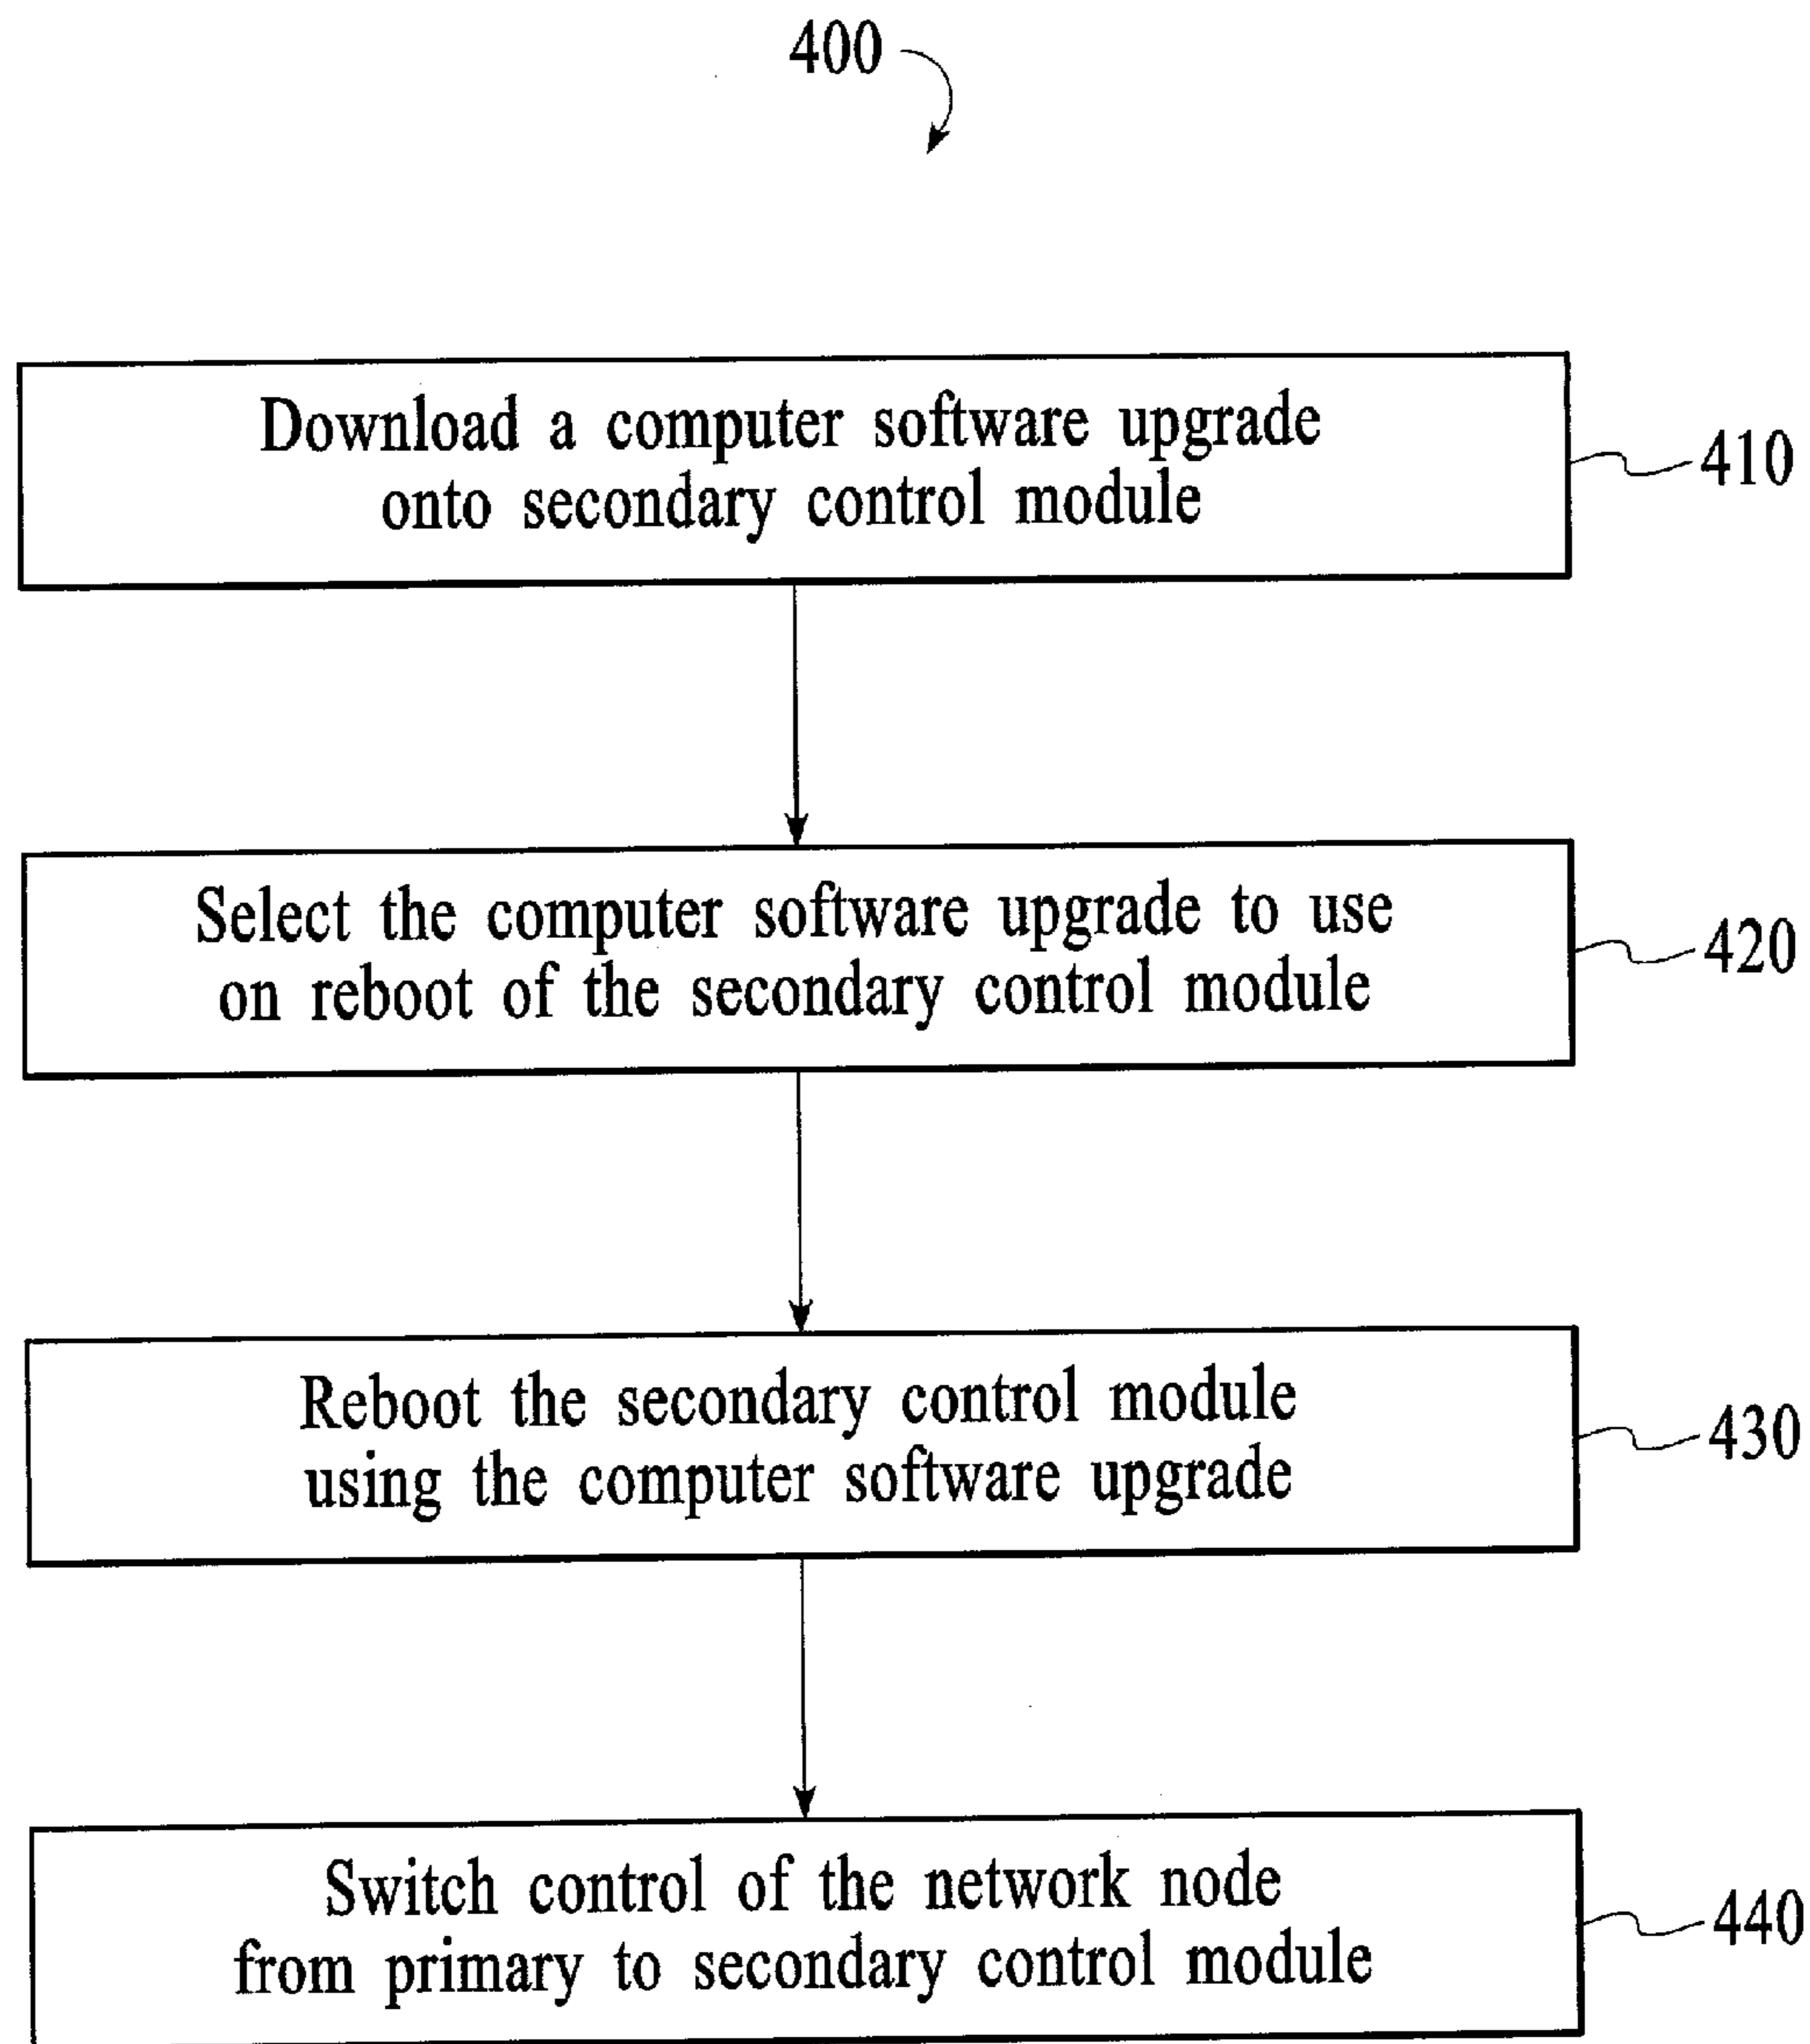 400
Download a computer software upgrade
onto secondary control module
410
Select the computer software upgrade to use
on reboot of the secondary control module
420
Reboot the secondary control module
using the computer software upgrade
430
Switch control of the network node
from primary to secondary control module
440